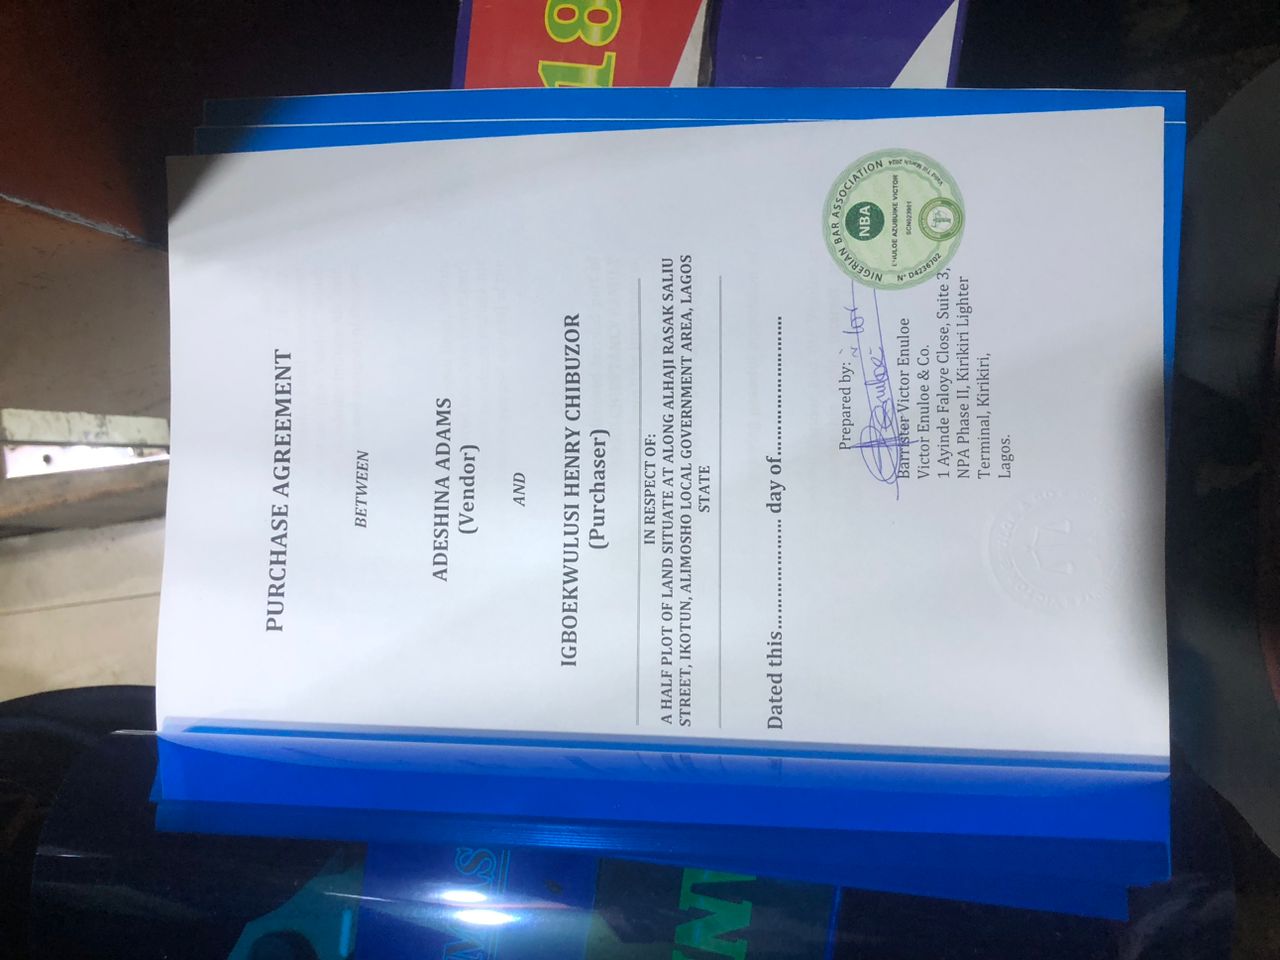 PURCHASE AGREEMENT
BETWEEN
ADESHINA ADAMS
(Vendor)
AND
IGBOEKWULUSI HENRY CHIBUZOR
(Purchaser)
IN RESPECT OF:
A HALF PLOT OF LAND SITUATE AT ALONG ALHAJI RASAK SALIU
STREET, IKOTUN, ALIMOSHO LOCAL GOVERNMENT AREA, LAGOS
STATE
Dated this..................... day of..............................
Prepared by:
Barrister Victor Enuloe
Victor Enuloe & Co.
1 Ayinde Faloye Close, Suite 3,
NPA Phase II, Kirikiri Lighter
Terminal, Kirikiri,
Lagos.
NIGERIAN BAR ASSOCIATION
Valid Till March 2024
NBA
AZUBUIKE VICTOR
N° D4236702
18